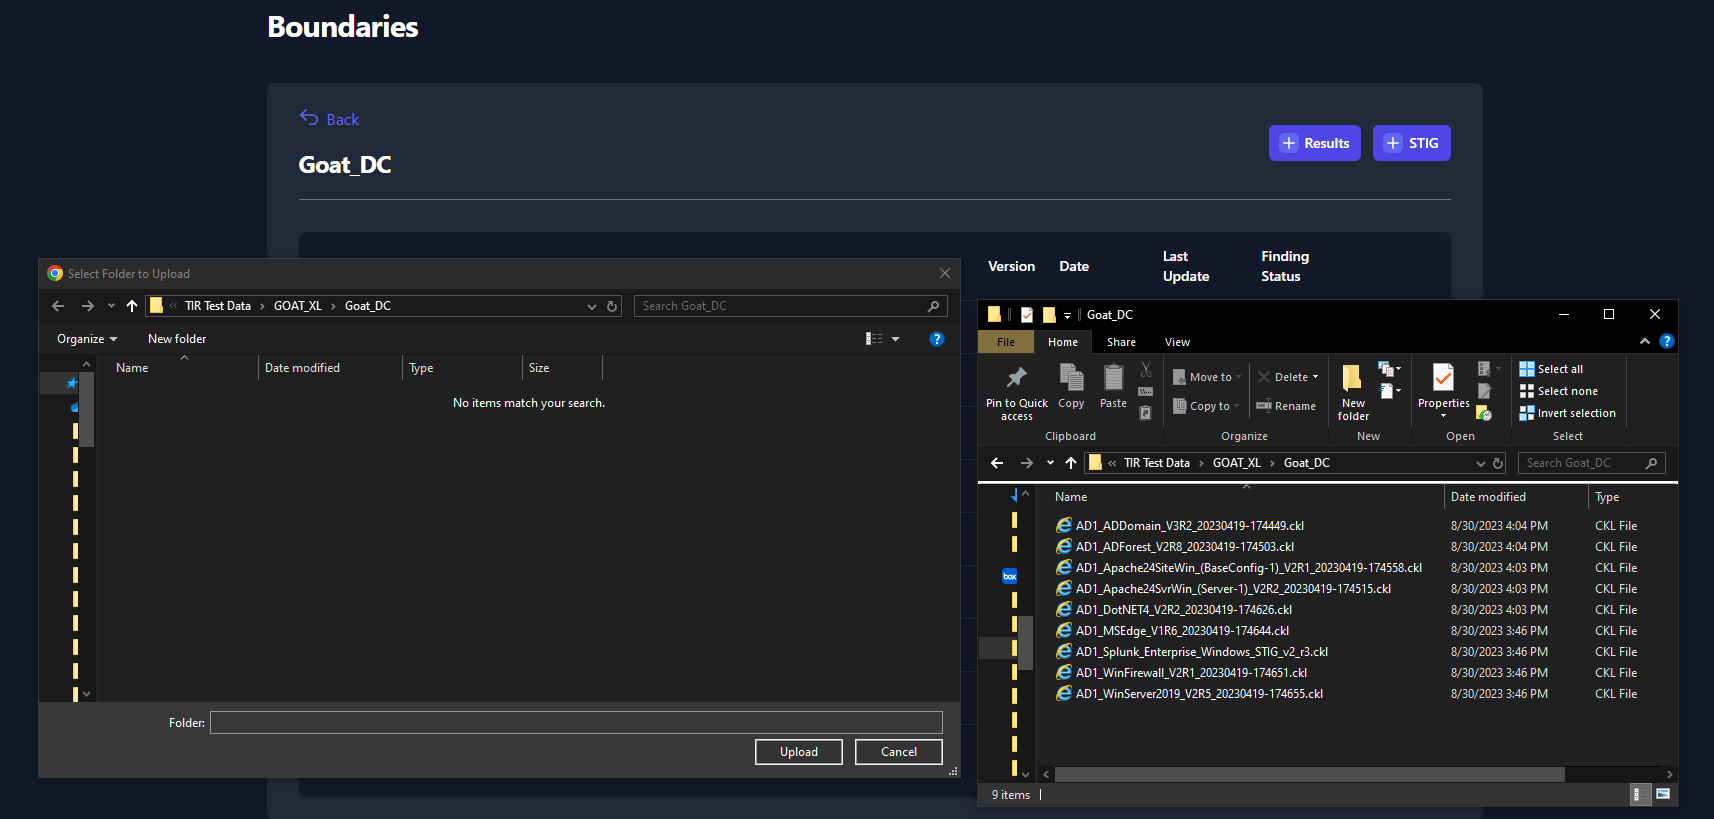 Boundaries
Back
Goat_DC
Results
STIG
Version
Date
Last Update
Finding Status
Select Folder to Upload
« TIR Test Data › GOAT_XL › Goat_DC
Search Goat_DC
Organize
New folder
Name
Date modified
Type
Size
No items match your search.
Folder:
Upload
Cancel
Goat_DC
File
Home
Share
View
Pin to Quick access
Copy
Paste
Move to
Copy to
Delete
Rename
New folder
Properties
Select all
Select none
Invert selection
Clipboard
Organize
New
Open
Select
« TIR Test Data › GOAT_XL › Goat_DC
Search Goat_DC
Name
Date modified
Type
box
AD1_ADDomain_V3R2_20230419-174449.ckl 8/30/2023 4:04 PM CKL File
AD1_ADForest_V2R8_20230419-174503.ckl 8/30/2023 4:04 PM CKL File
AD1_Apache24SiteWin_(BaseConfig-1)_V2R1_20230419-174558.ckl 8/30/2023 4:03 PM CKL File
AD1_Apache24SvrWin_(Server-1)_V2R2_20230419-174515.ckl 8/30/2023 4:03 PM CKL File
AD1_DotNET4_V2R2_20230419-174626.ckl 8/30/2023 4:03 PM CKL File
AD1_MSEdge_V1R6_20230419-174644.ckl 8/30/2023 3:46 PM CKL File
AD1_Splunk_Enterprise_Windows_STIG_v2_r3.ckl 8/30/2023 3:46 PM CKL File
AD1_WinFirewall_V2R1_20230419-174651.ckl 8/30/2023 3:46 PM CKL File
AD1_WinServer2019_V2R5_20230419-174655.ckl 8/30/2023 3:46 PM CKL File
9 items